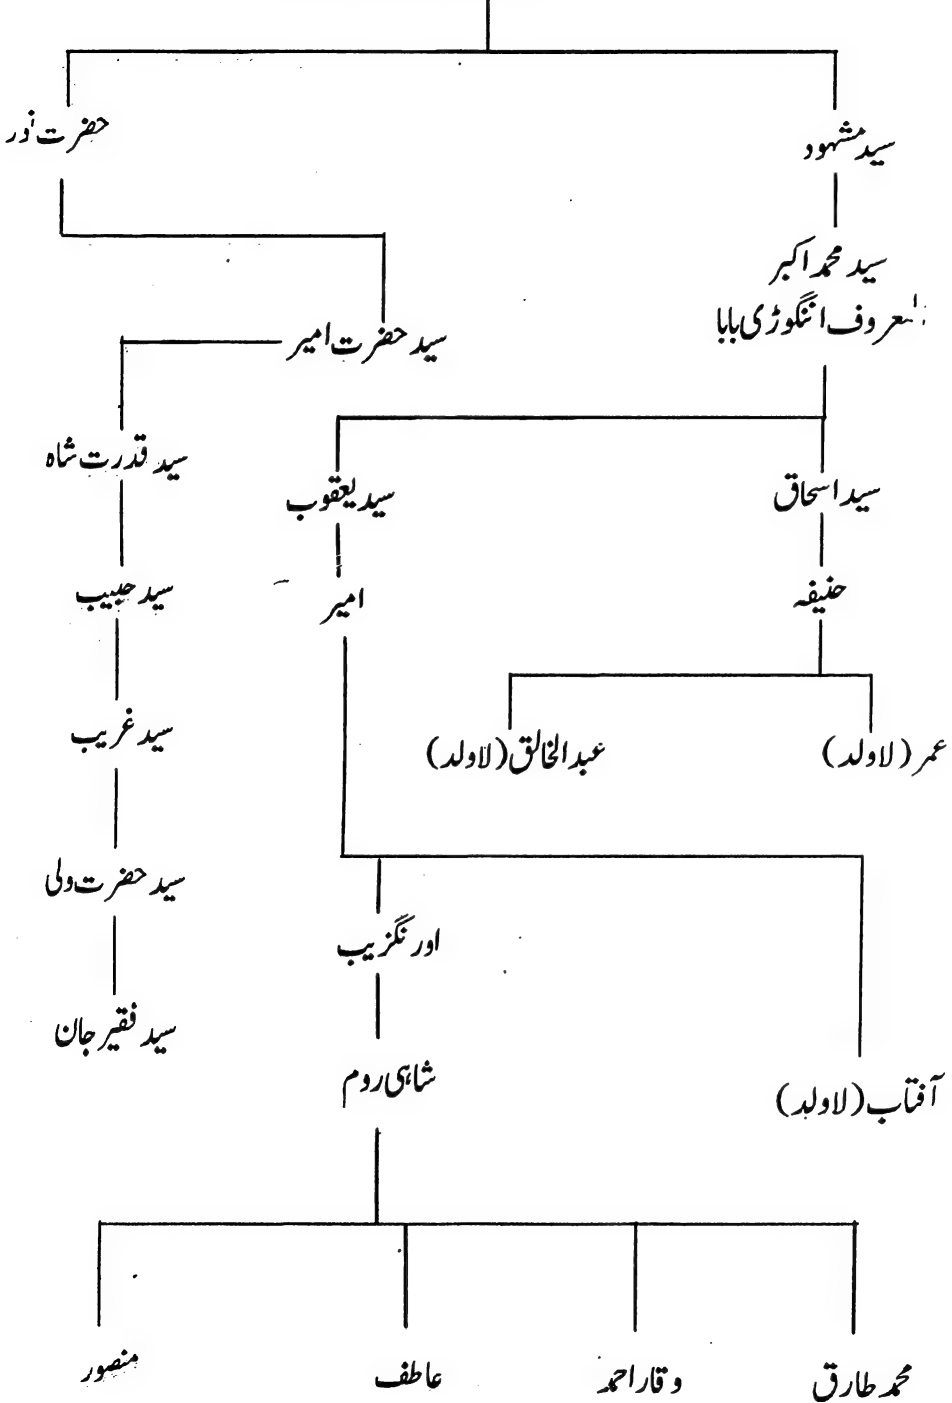 سید مشہود
حضرت نور
سید محمد اکبر
المعروف اننگوڑی بابا
سید حضرت امیر
سید قدرت شاہ
سید اسحاق
سید یعقوب
حنیفہ
امیر
سید حبیب
عمر (لاولد)
عبدالخالق (لاولد)
سید غریب
سید حضرت ولی
اورنگزیب
سید فقیر جان
آفتاب (لاولد)
شاہی روم
محمد طارق
وقار احمد
عاطف
منصور